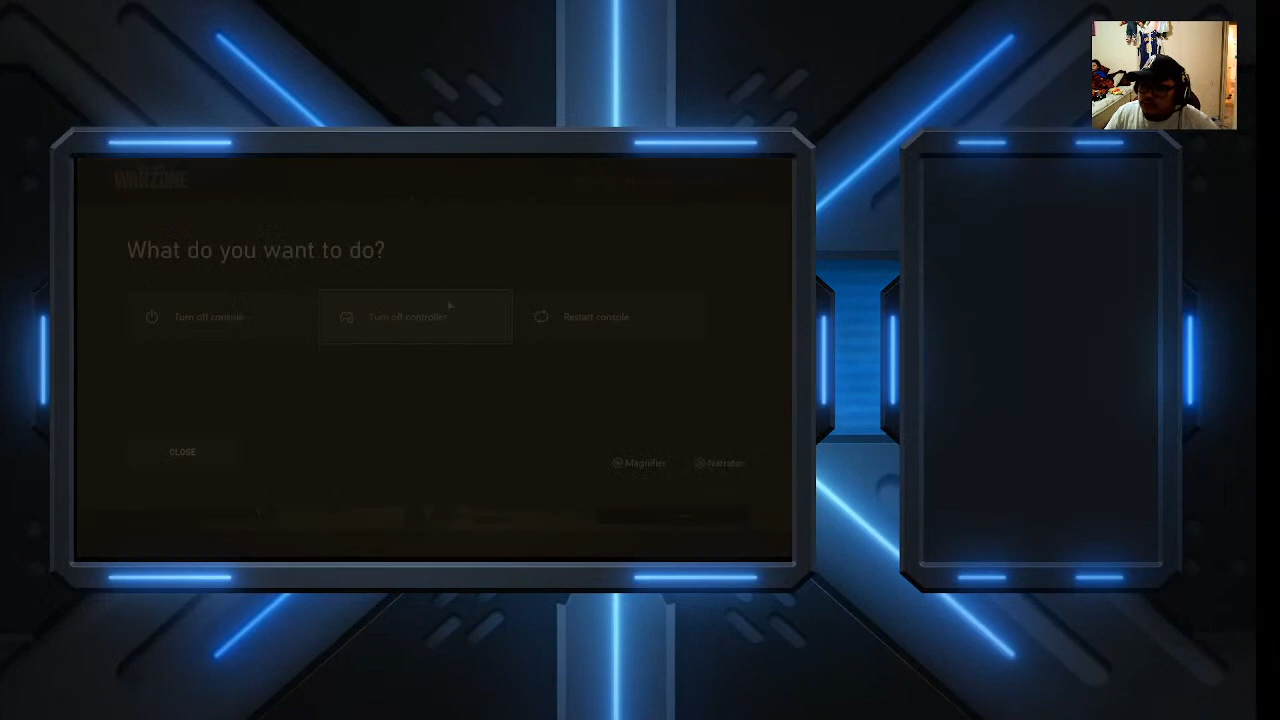 WARZONE
What do you want to do?
Turn off console
Turn off controller
Restart console
CLOSE
Magnifier
Narrator